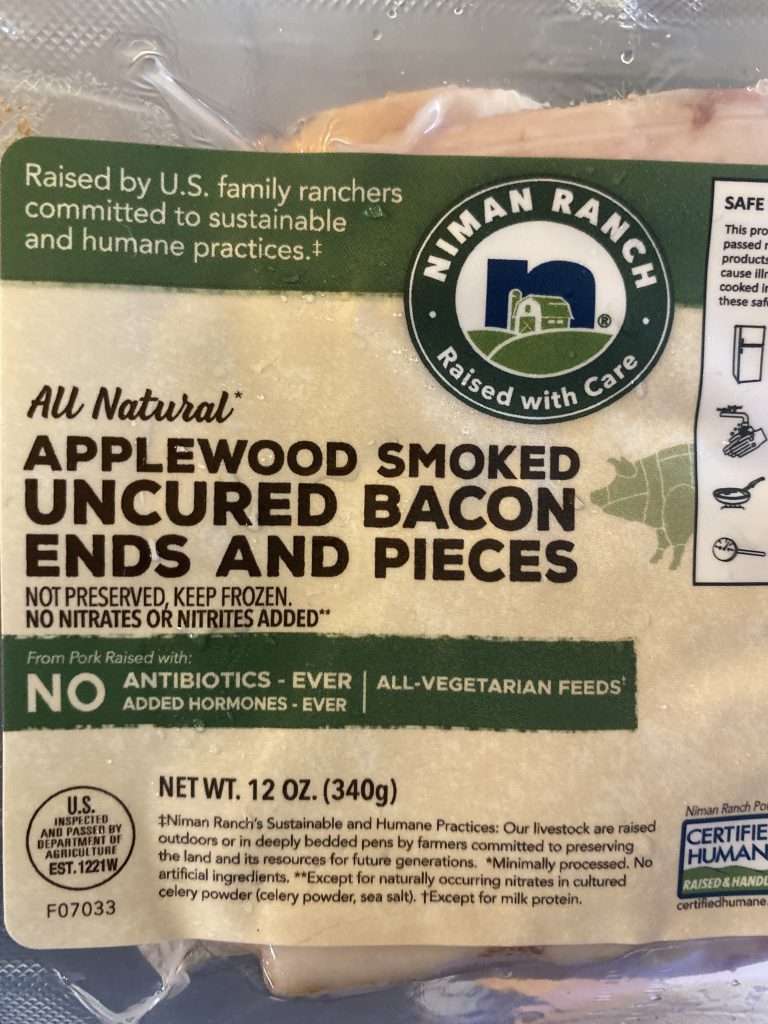 Raised by U.S. family ranchers
committed to sustainable
and humane practices.‡
NIMAN RANCH
n®
Raised with Care
SAFE
This
passed
products
cause
cooked
these
All Natural*
APPLEWOOD SMOKED
UNCURED BACON
ENDS AND PIECES
NOT PRESERVED, KEEP FROZEN.
NO NITRATES OR NITRITES ADDED**
From Pork Raised with:
NO ANTIBIOTICS - EVER
ADDED HORMONES - EVER
ALL-VEGETARIAN FEEDS†
U.S.
INSPECTED
AND PASSED BY
DEPARTMENT OF
AGRICULTURE
EST. 1221W
F07033
NET WT. 12 OZ. (340g)
‡Niman Ranch's Sustainable and Humane Practices: Our livestock are raised
outdoors or in deeply bedded pens by farmers committed to preserving
the land and its resources for future generations. *Minimally processed. No
artificial ingredients. **Except for naturally occurring nitrates in cultured
celery powder (celery powder, sea salt). †Except for milk protein.
Niman Ranch
CERTIFIE
HUMAN
RAISED & HANDL
certifiedhumane.